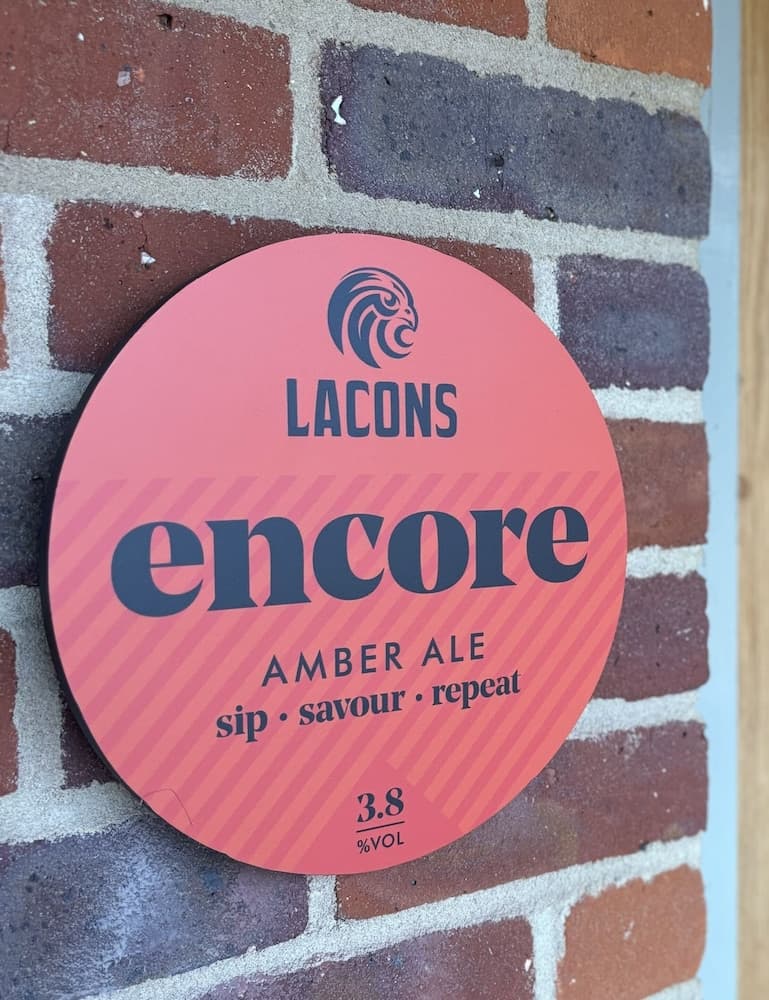 LACONS
encore
AMBER ALE
sip · savour · repeat
3.8
%VOL